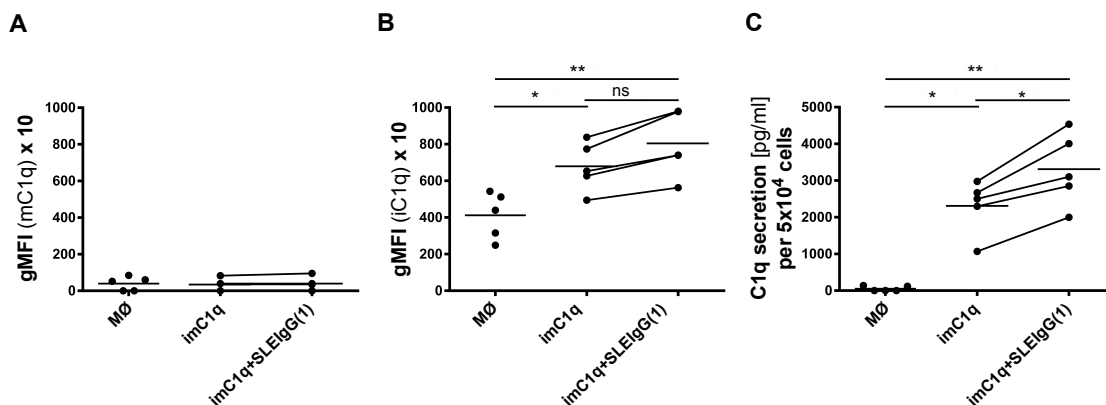 A
gMFI (mC1q) x 10
1000
800
600
400
200
0
MØ
imC1q
imC1q+SLEIgG(1)
B
**
*
ns
gMFI (iC1q) x 10
1000
800
600
400
200
0
MØ
imC1q
imC1q+SLEIgG(1)
C
**
*
*
C1q secretion [pg/ml]
per 5x10⁴ cells
5000
4000
3000
2000
1000
0
MØ
imC1q
imC1q+SLEIgG(1)